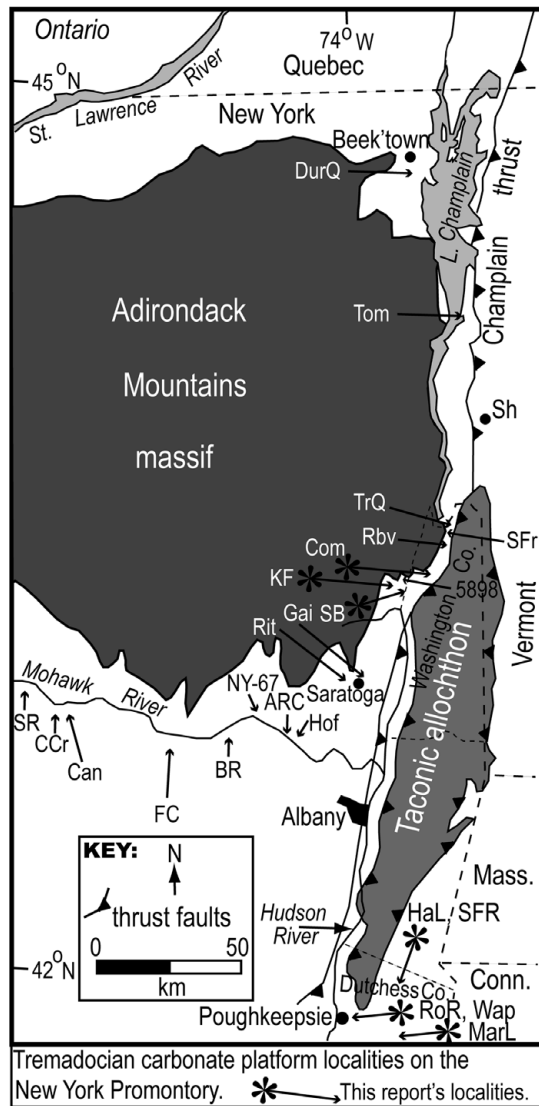 Ontario
74° W
45° N
Quebec
St. Lawrence River
New York
Beek'town
DurQ
L. Champlain
thrust
Champlain
Adirondack
Mountains
massif
Tom
Sh
TrQ
Rbv
SFr
Com
KF
5898
Gai SB
Rit
Washington Co.
Vermont
Taconic allochthon
Mohawk River
NY-67
Saratoga
ARC
Hof
SR
CCr
Can
BR
FC
Albany
KEY:
N
thrust faults
0 50
km
Mass.
HaL, SFR
Hudson
River
42° N
Conn.
Dutchess Co.
RoR, Wap
Poughkeepsie
MarL
Tremadocian carbonate platform localities on the
New York Promontory. This report's localities.